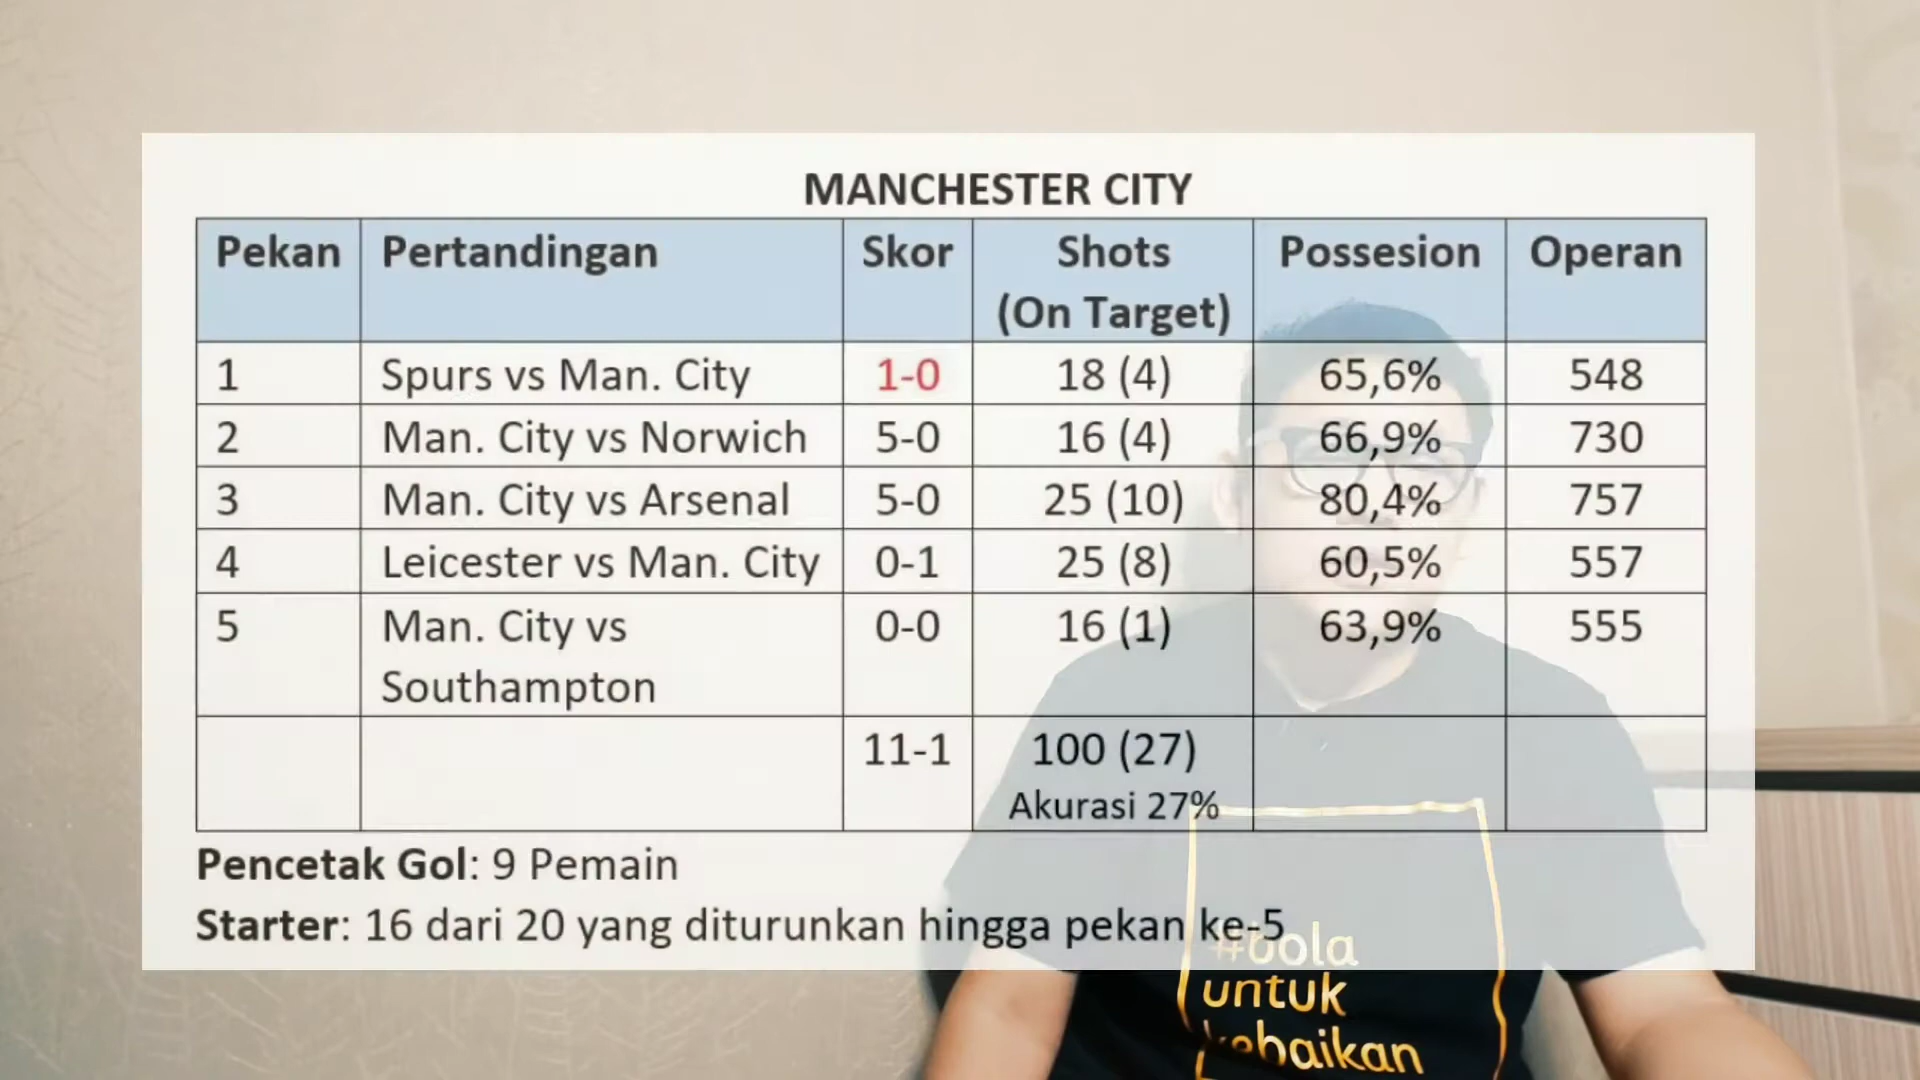 MANCHESTER CITY
Pekan Pertandingan Skor Shots Possesion Operan
(On Target)
1 Spurs vs Man. City 1-0 18 (4) 65,6% 548
2 Man. City vs Norwich 5-0 16 (4) 66,9% 730
3 Man. City vs Arsenal 5-0 25 (10) 80,4% 757
4 Leicester vs Man. City 0-1 25 (8) 60,5% 557
5 Man. City vs 0-0 16 (1) 63,9% 555
Southampton
11-1 100 (27)
Akurasi 27%
Pencetak Gol: 9 Pemain
Starter: 16 dari 20 yang diturunkan hingga pekan ke-5
#bola
untuk
kebaikan